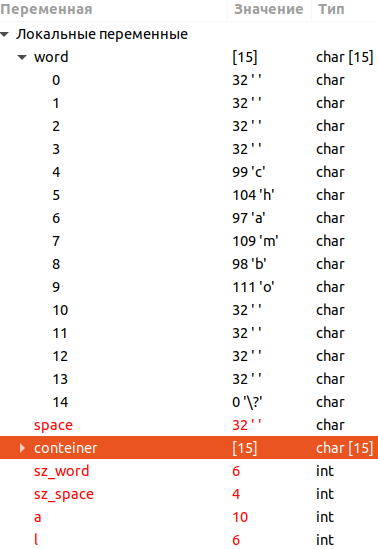 Переменная Значение Тип
Локальные переменные
word [15] char [15]
0 32 ' ' char
1 32 ' ' char
2 32 ' ' char
3 32 ' ' char
4 99 'c' char
5 104 'h' char
6 97 'a' char
7 109 'm' char
8 98 'b' char
9 111 'o' char
10 32 ' ' char
11 32 ' ' char
12 32 ' ' char
13 32 ' ' char
14 0 '\?' char
space 32 ' ' char
conteiner [15] char [15]
sz_word 6 int
sz_space 4 int
a 10 int
l 6 int